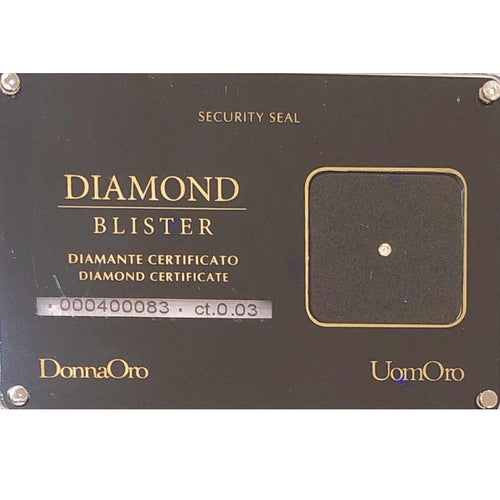 SECURITY SEAL
DIAMOND
BLISTER
DIAMANTE CERTIFICATO
DIAMOND CERTIFICATE
· 000400083 · ct.0.03
DonnaOro
UomOro